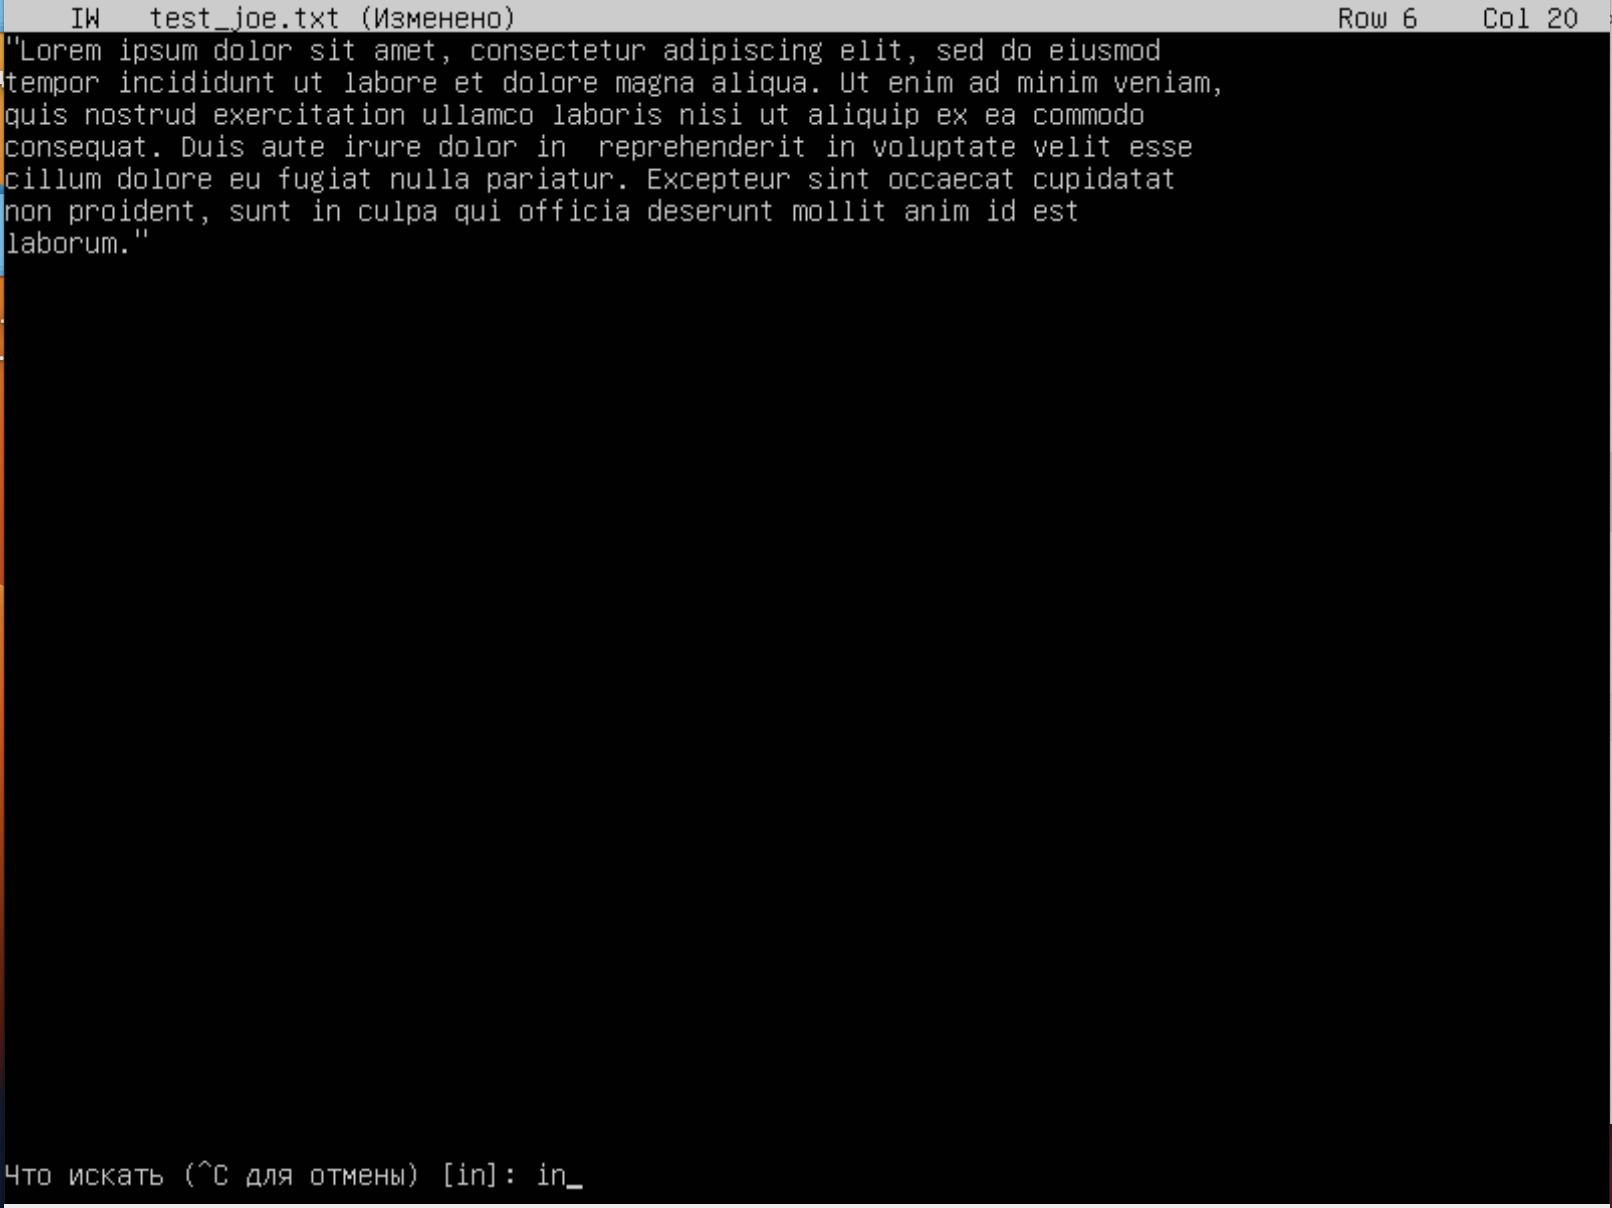 IW   test_joe.txt (Изменено)   Row 6   Col 20
"Lorem ipsum dolor sit amet, consectetur adipiscing elit, sed do eiusmod
tempor incididunt ut labore et dolore magna aliqua. Ut enim ad minim veniam,
quis nostrud exercitation ullamco laboris nisi ut aliquip ex ea commodo
consequat. Duis aute irure dolor in  reprehenderit in voluptate velit esse
cillum dolore eu fugiat nulla pariatur. Excepteur sint occaecat cupidatat
non proident, sunt in culpa qui officia deserunt mollit anim id est
laborum."
Что искать (^C для отмены) [in]: in_